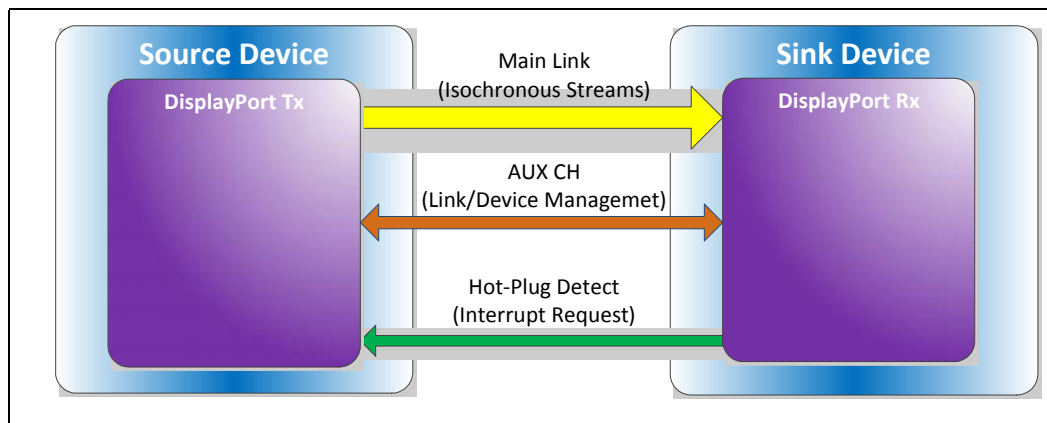 Source Device
Sink Device
DisplayPort Tx
DisplayPort Rx
Main Link
(Isochronous Streams)
AUX CH
(Link/Device Managemet)
Hot-Plug Detect
(Interrupt Request)